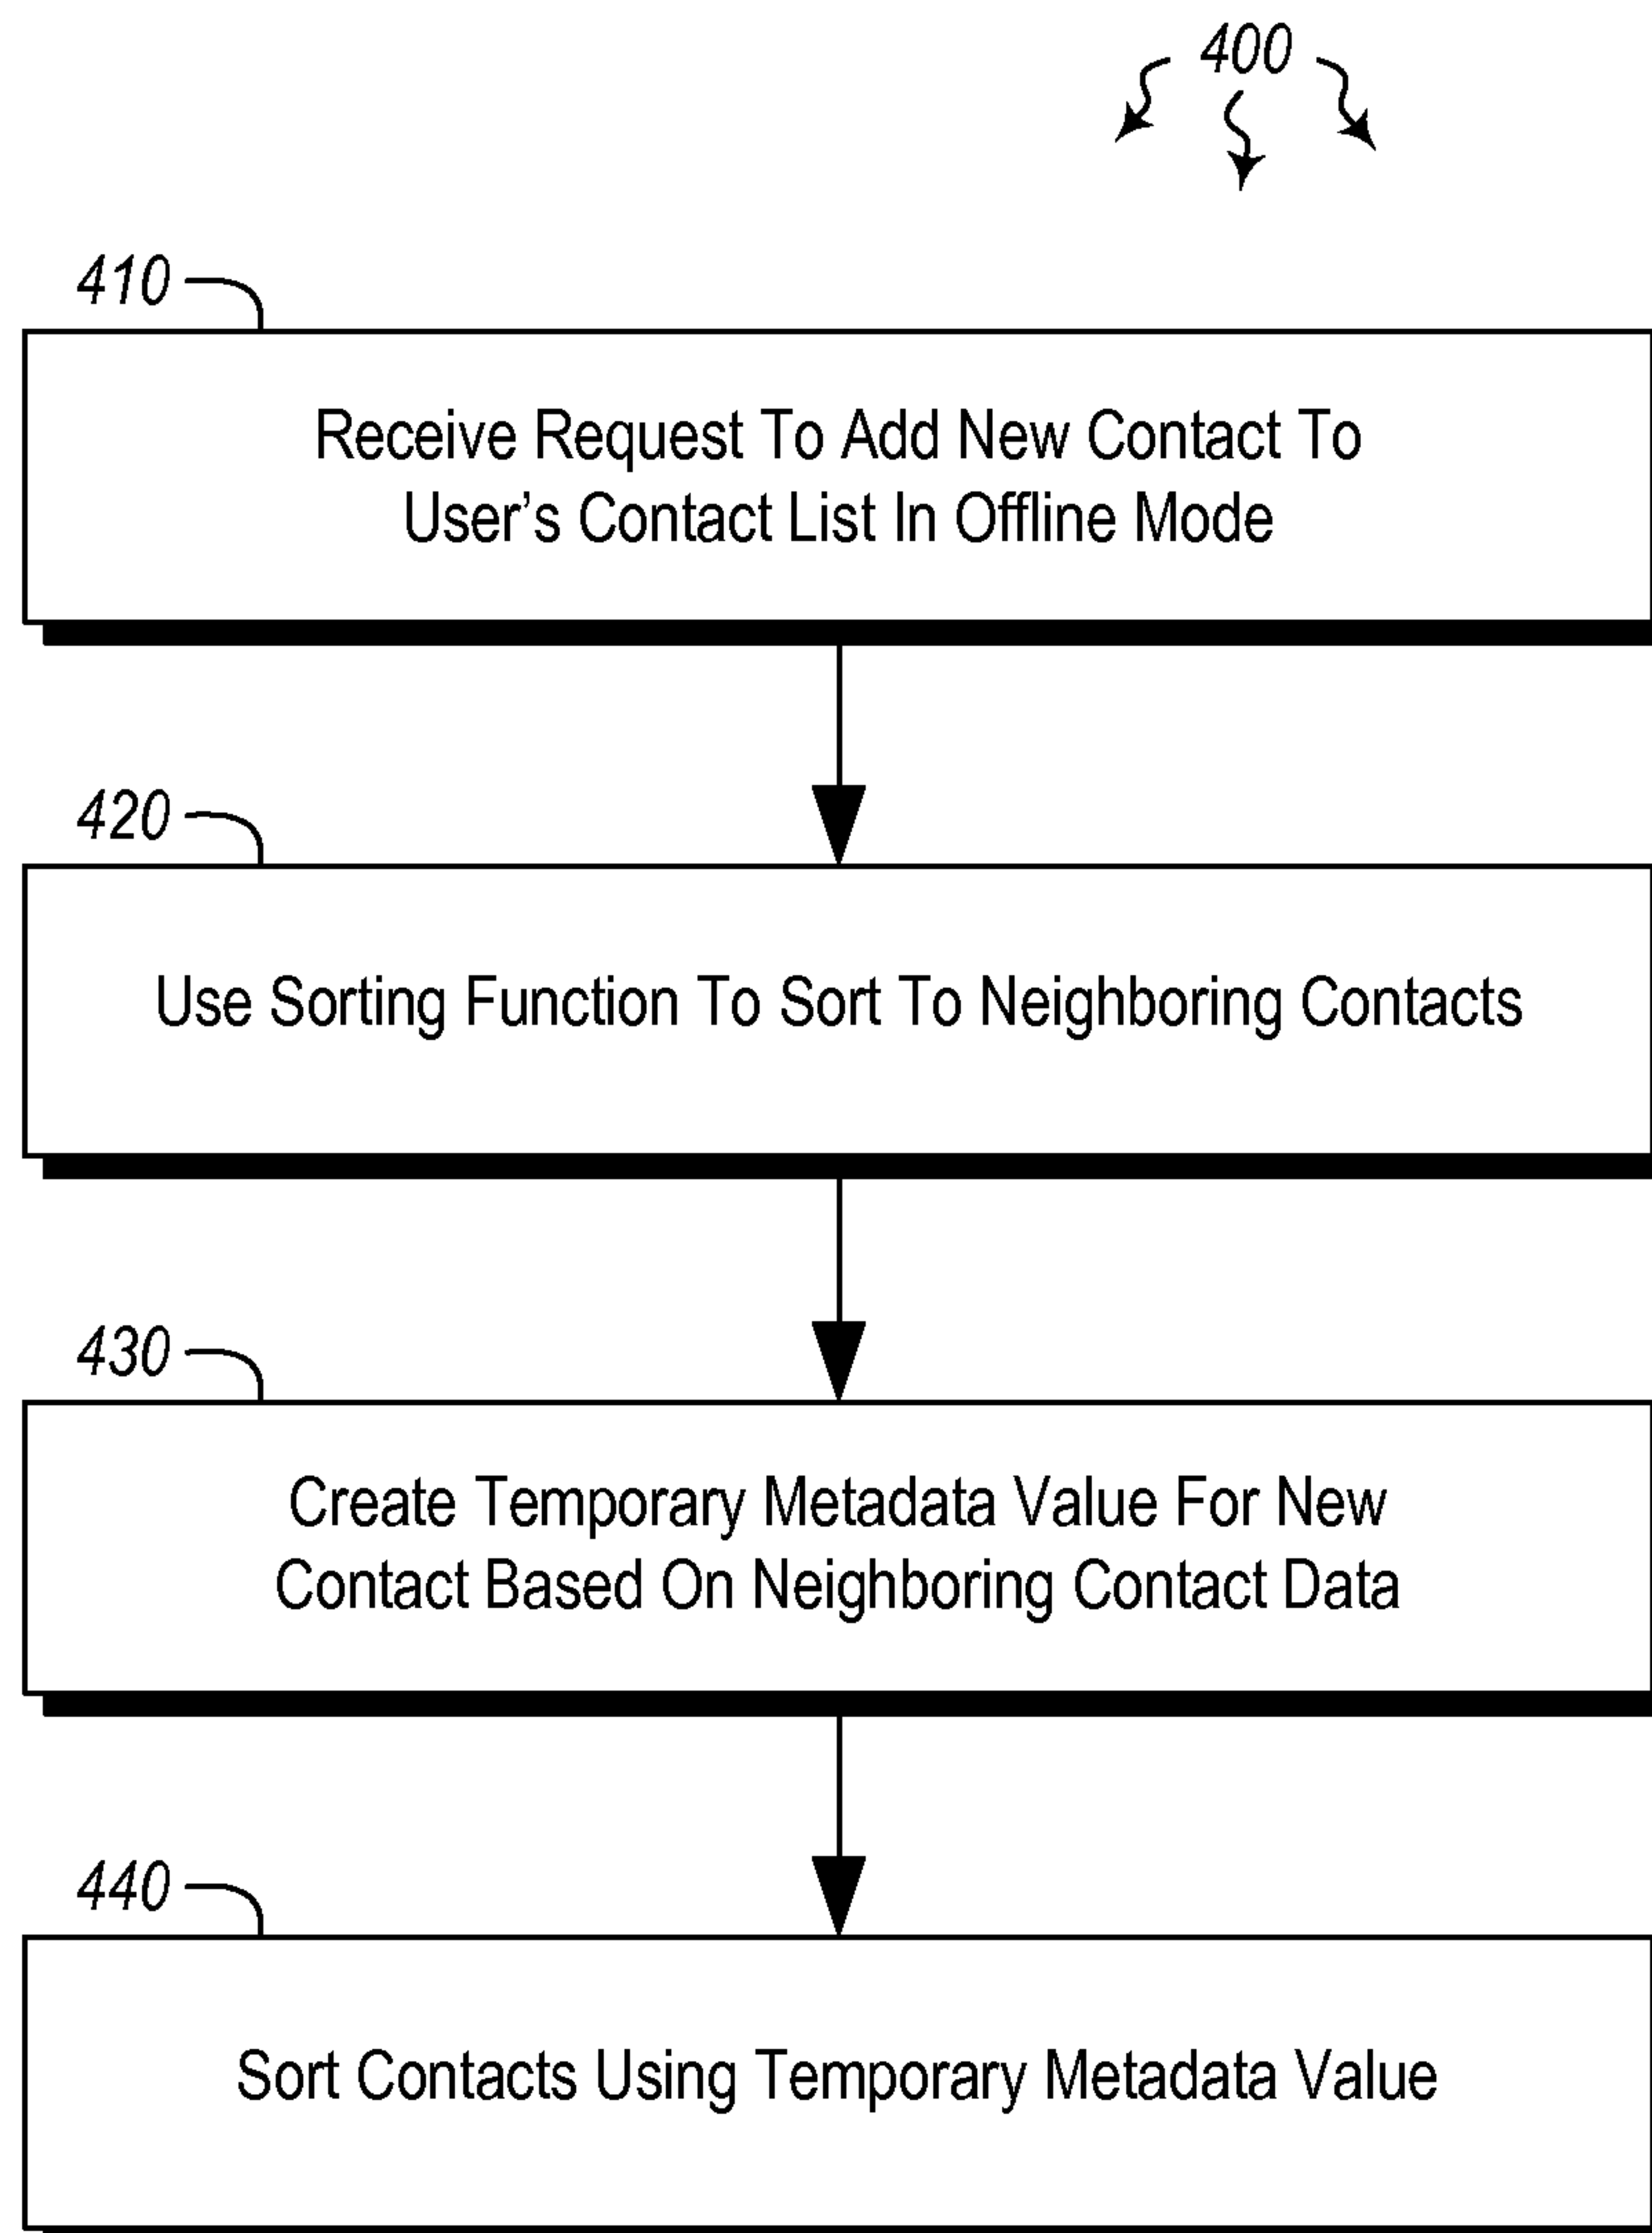 400
410
Receive Request To Add New Contact To
User's Contact List In Offline Mode
420
Use Sorting Function To Sort To Neighboring Contacts
430
Create Temporary Metadata Value For New
Contact Based On Neighboring Contact Data
440
Sort Contacts Using Temporary Metadata Value